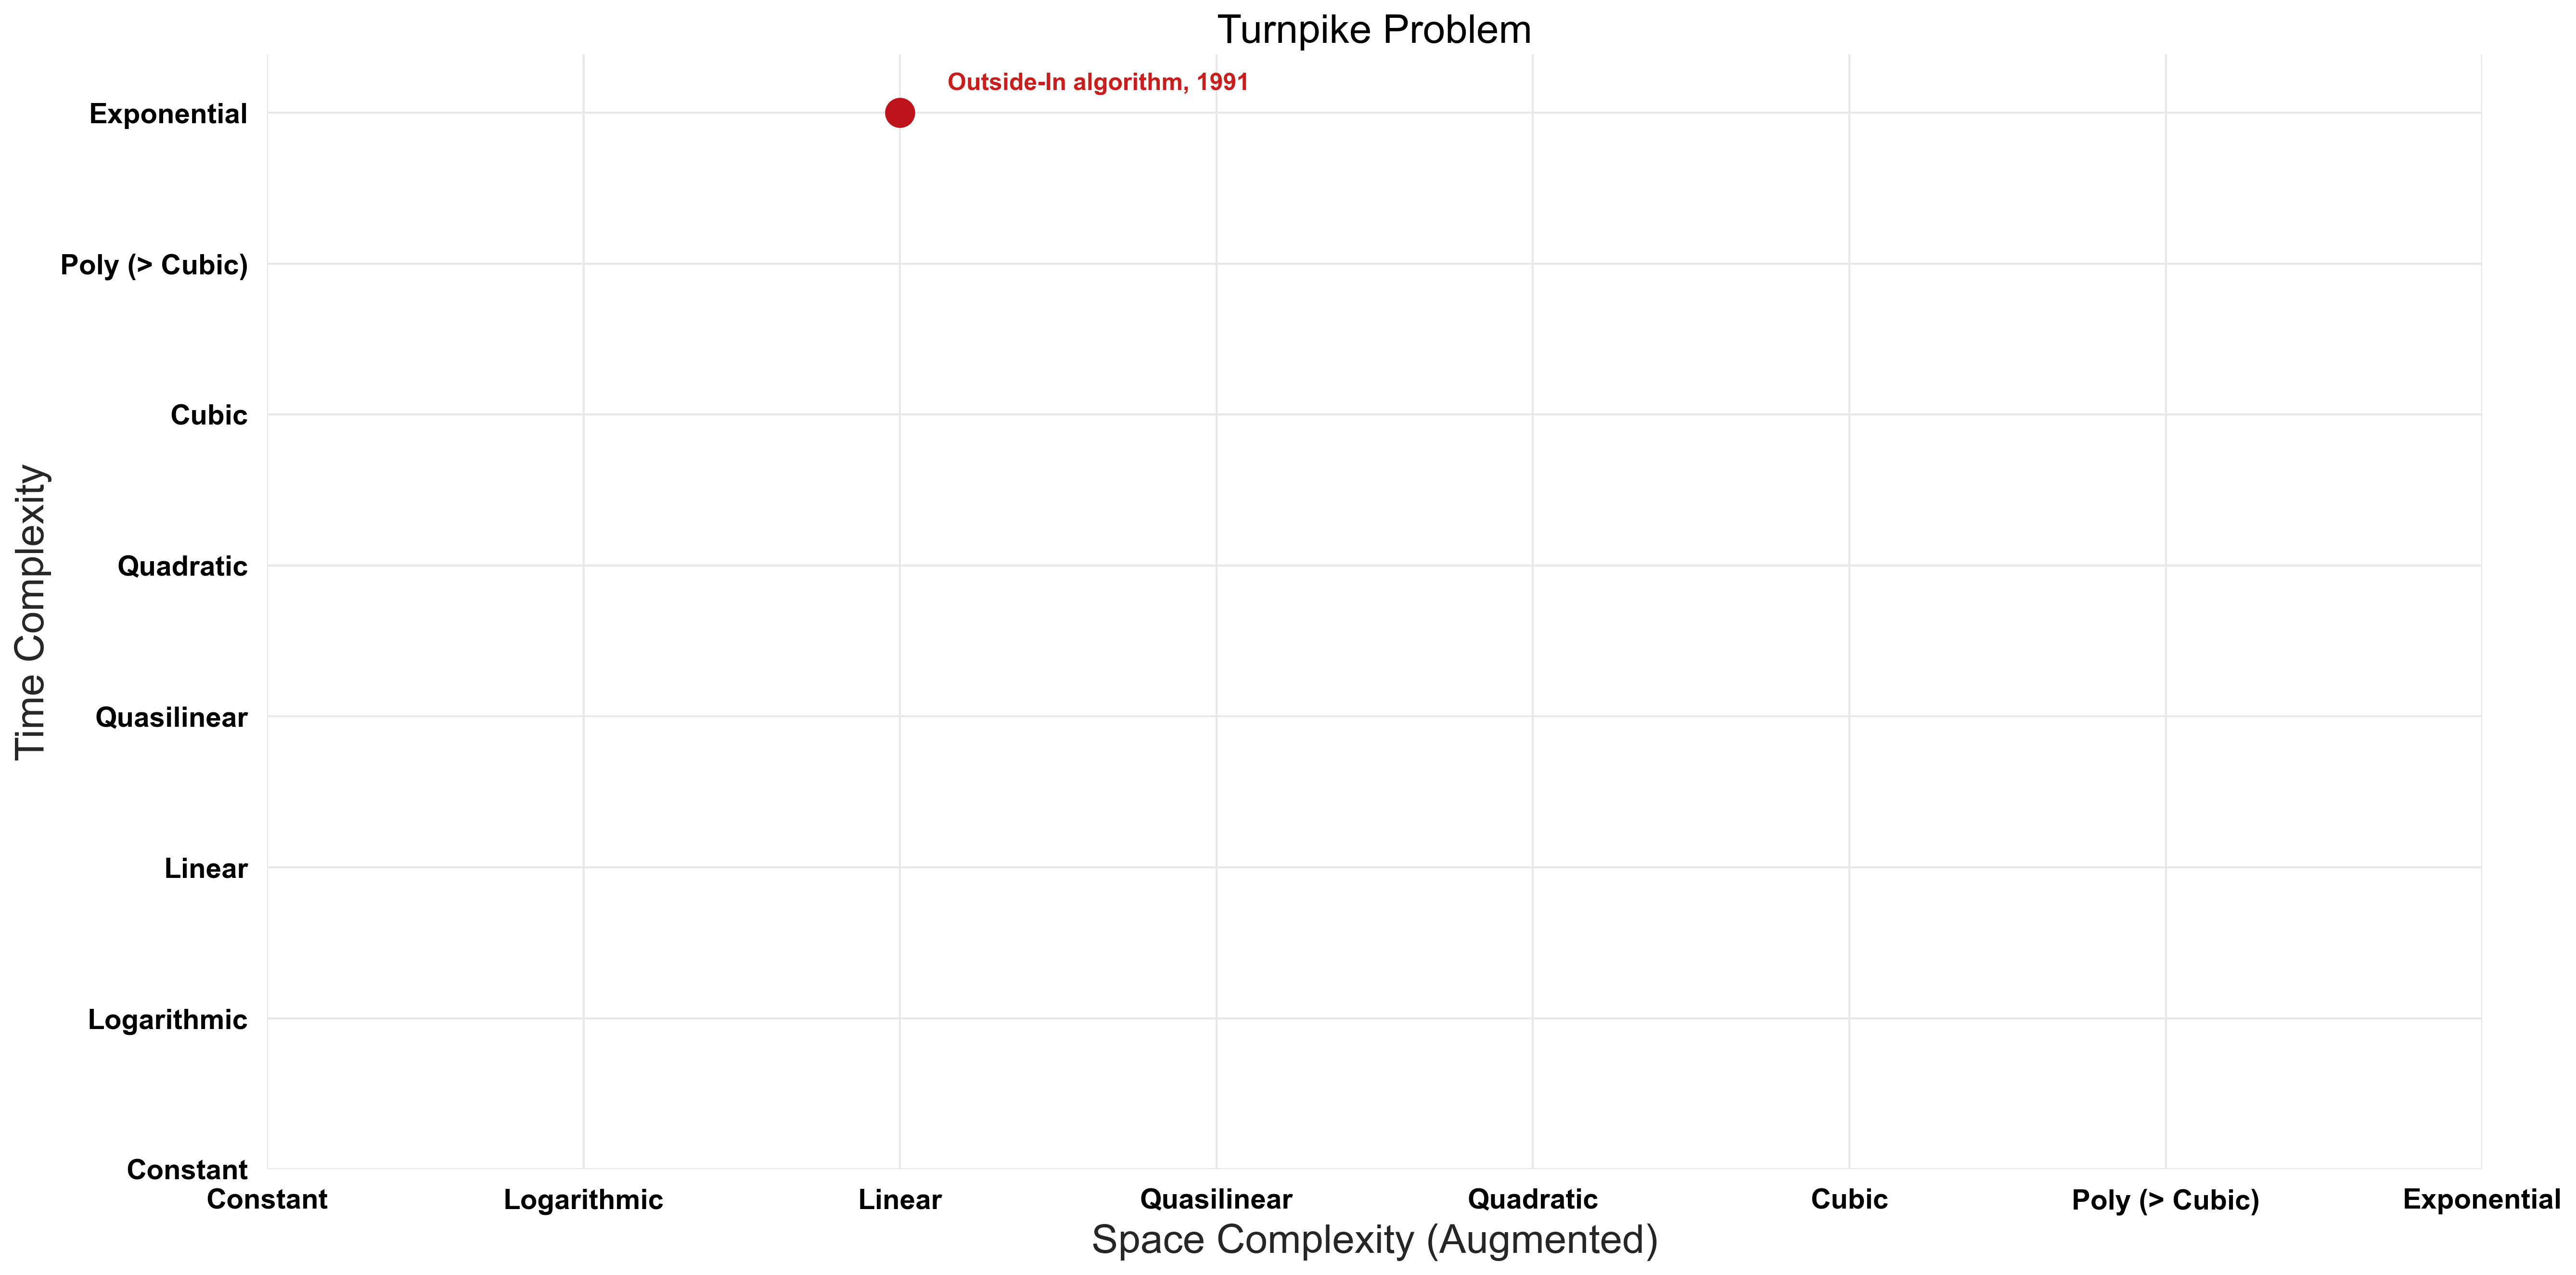 Turnpike Problem
Outside-In algorithm, 1991
Exponential
Poly (> Cubic)
Cubic
Quadratic
Quasilinear
Linear
Logarithmic
Constant
Time Complexity
Constant
Logarithmic
Linear
Quasilinear
Quadratic
Cubic
Poly (> Cubic)
Exponential
Space Complexity (Augmented)